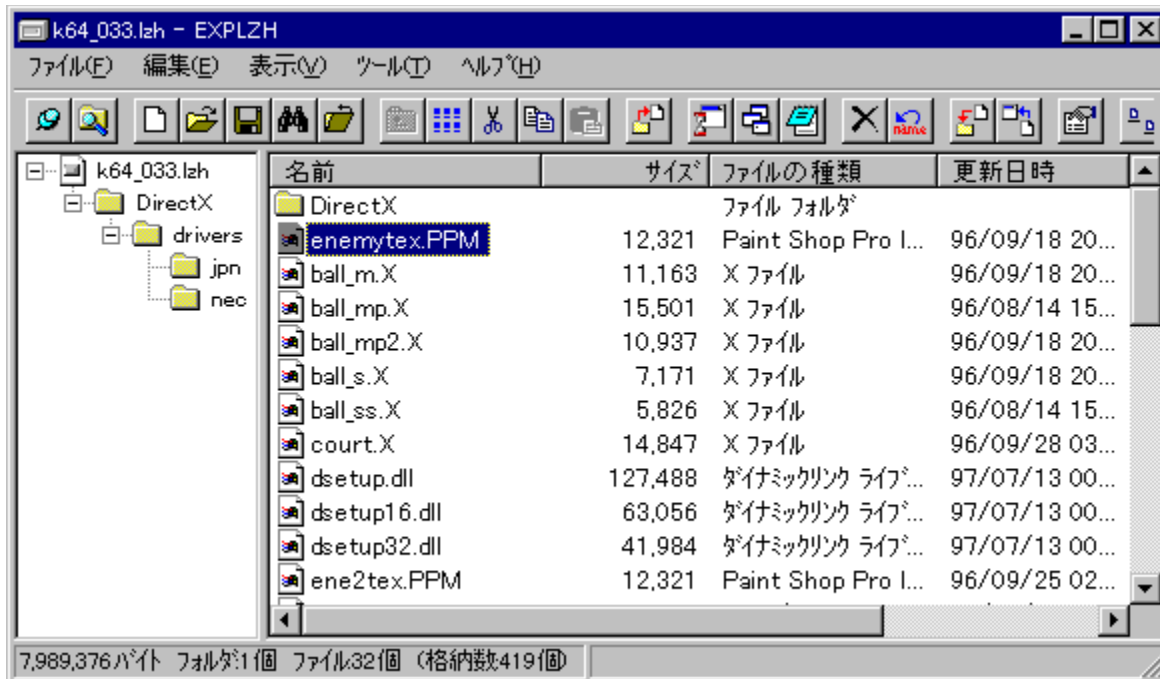 k64_033.lzh - EXPLZH
ﾌｧｲﾙ(F) 編集(E) 表示(V) ﾂｰﾙ(T) ﾍﾙﾌﾟ(H)
name
k64_033.lzh
DirectX
drivers
jpn
nec
名前 ｻｲｽﾞ ﾌｧｲﾙの種類 更新日時
DirectX ﾌｧｲﾙ ﾌｫﾙﾀﾞ
enemytex.PPM 12,321 Paint Shop Pro I... 96/09/18 20...
ball_m.X 11,163 X ﾌｧｲﾙ 96/09/18 20...
ball_mp.X 15,501 X ﾌｧｲﾙ 96/08/14 15...
ball_mp2.X 10,937 X ﾌｧｲﾙ 96/09/18 20...
ball_s.X 7,171 X ﾌｧｲﾙ 96/09/18 20...
ball_ss.X 5,826 X ﾌｧｲﾙ 96/08/14 15...
court.X 14,847 X ﾌｧｲﾙ 96/09/28 03...
dsetup.dll 127,488 ﾀﾞｲﾅﾐｯｸﾘﾝｸ ﾗｲﾌﾞ... 97/07/13 00...
dsetup16.dll 63,056 ﾀﾞｲﾅﾐｯｸﾘﾝｸ ﾗｲﾌﾞ... 97/07/13 00...
dsetup32.dll 41,984 ﾀﾞｲﾅﾐｯｸﾘﾝｸ ﾗｲﾌﾞ... 97/07/13 00...
ene2tex.PPM 12,321 Paint Shop Pro I... 96/09/25 02...
7,989,376ﾊﾞｲﾄ ﾌｫﾙﾀﾞ:1個 ﾌｧｲﾙ:32個 (格納数:419個)